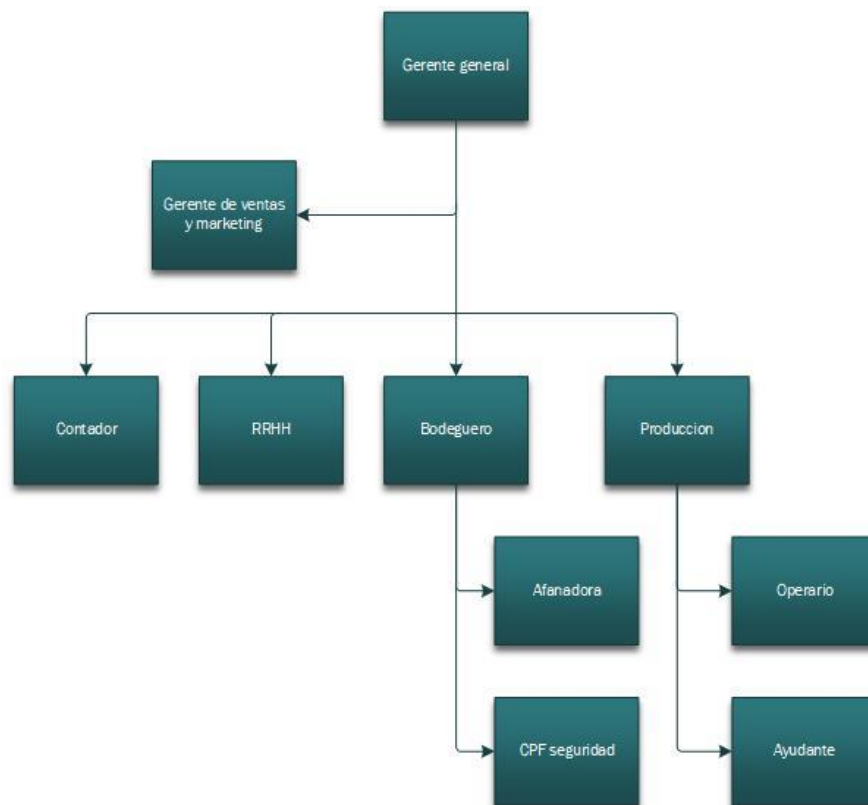 Gerente general
Gerente de ventas
y marketing
Contador
RRHH
Bodeguero
Produccion
Afanadora
Operario
CPF seguridad
Ayudante